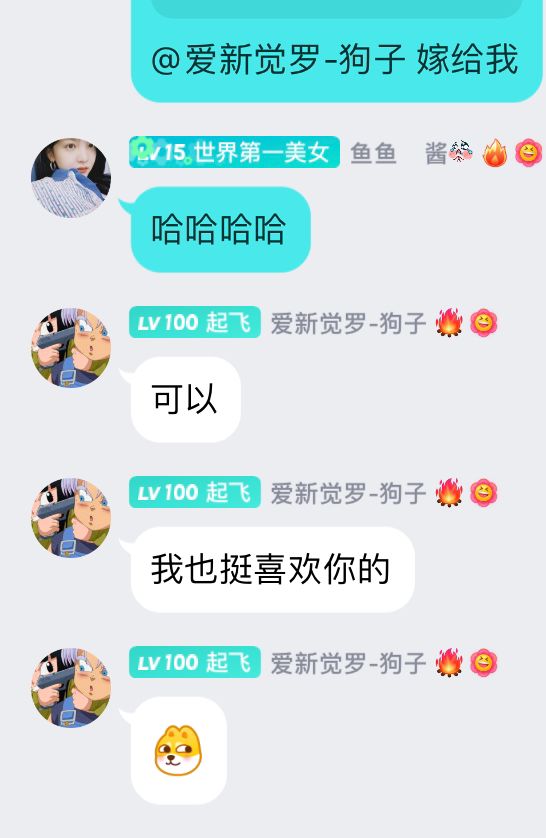 @爱新觉罗-狗子 嫁给我
LV 15 世界第一美女 鱼鱼 酱
哈哈哈哈
LV 100 起飞 爱新觉罗-狗子
可以
LV 100 起飞 爱新觉罗-狗子
我也挺喜欢你的
LV 100 起飞 爱新觉罗-狗子